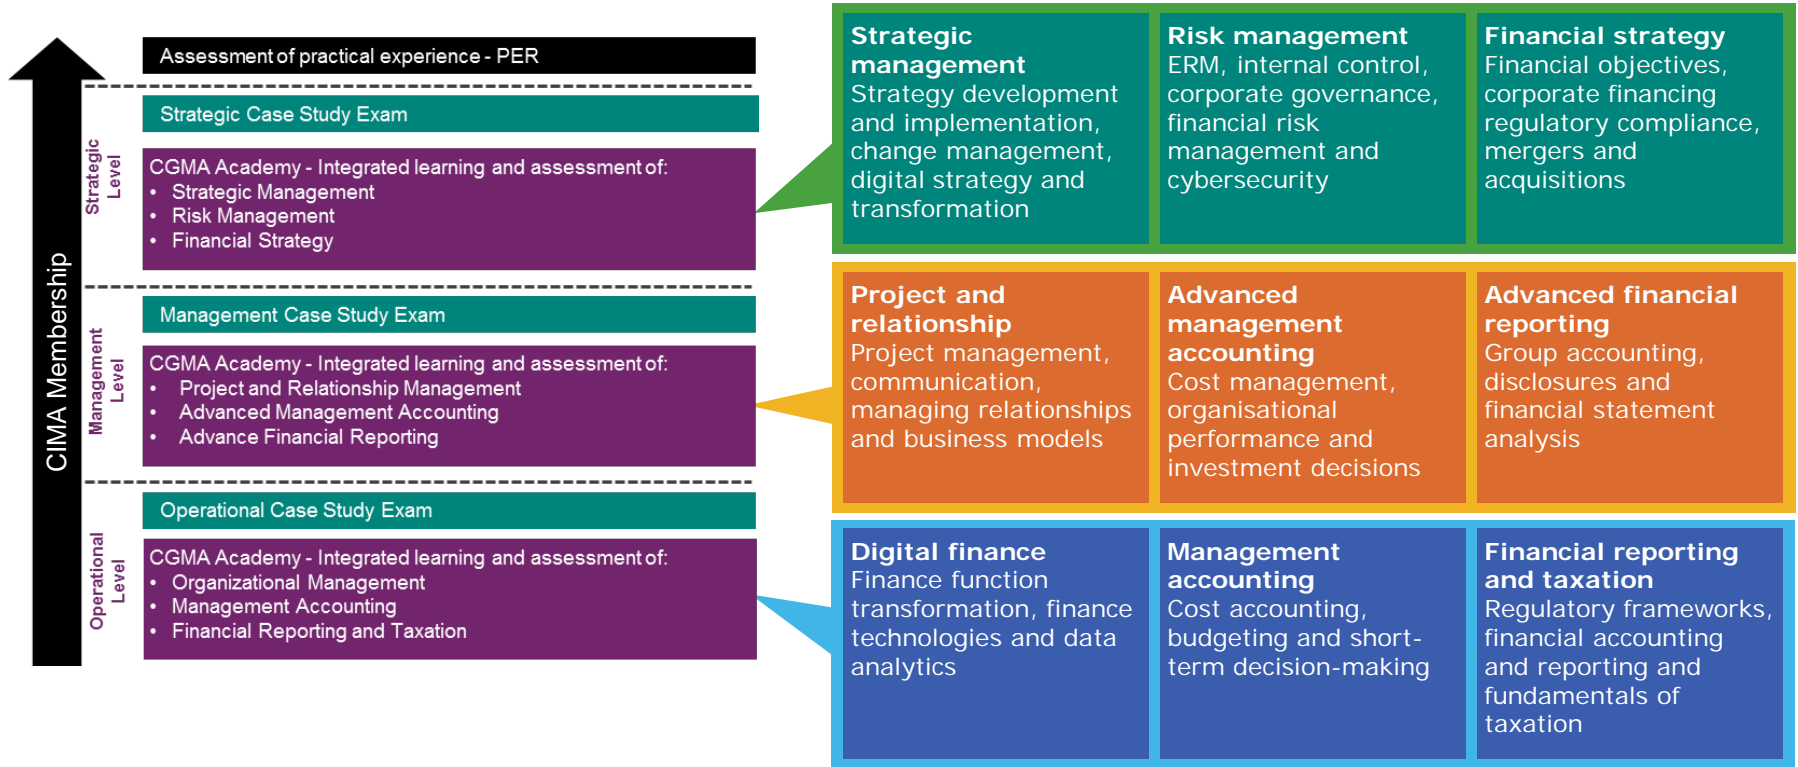 CIMA Membership
Assessment of practical experience - PER
Strategic
Level
Strategic Case Study Exam
CGMA Academy - Integrated learning and assessment of:
• Strategic Management
• Risk Management
• Financial Strategy
Management
Level
Management Case Study Exam
CGMA Academy - Integrated learning and assessment of:
• Project and Relationship Management
• Advanced Management Accounting
• Advance Financial Reporting
Operational
Level
Operational Case Study Exam
CGMA Academy - Integrated learning and assessment of:
• Organizational Management
• Management Accounting
• Financial Reporting and Taxation
Strategic
management
Strategy development
and implementation,
change management,
digital strategy and
transformation
Risk management
ERM, internal control,
corporate governance,
financial risk
management and
cybersecurity
Financial strategy
Financial objectives,
corporate financing
regulatory compliance,
mergers and
acquisitions
Project and
relationship
Project management,
communication,
managing relationships
and business models
Advanced
management
accounting
Cost management,
organisational
performance and
investment decisions
Advanced financial
reporting
Group accounting,
disclosures and
financial statement
analysis
Digital finance
Finance function
transformation, finance
technologies and data
analytics
Management
accounting
Cost accounting,
budgeting and short-
term decision-making
Financial reporting
and taxation
Regulatory frameworks,
financial accounting
and reporting and
fundamentals of
taxation